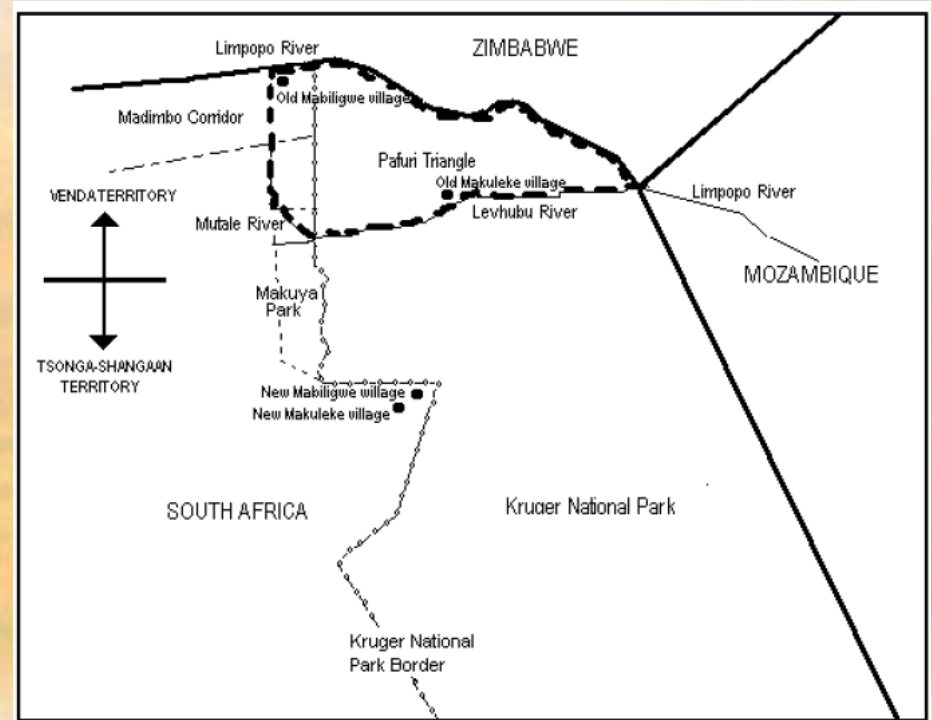 ZIMBABWE
Limpopo River
Old Mabiligwe village
Madimbo Corridor
Pafuri Triangle
Old Makuleke village
Limpopo River
VENDATERRITORY
Levhubu River
Mutale River
MOZAMBIQUE
Makuya
Park
TSONGA-SHANGAAN
TERRITORY
New Mabiligwe village
New Makuleke village
SOUTH AFRICA
Kruger National Park
Kruger National
Park Border